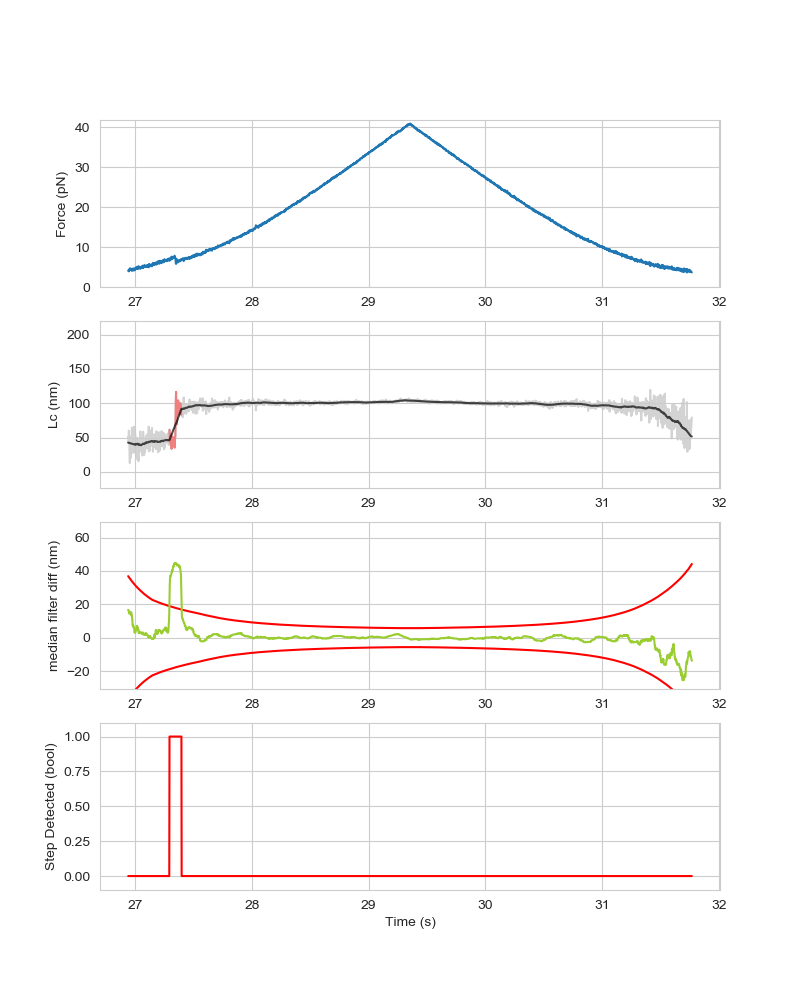 40
30
20
10
0
Force (pN)
27 28 29 30 31 32
200
150
100
50
0
Lc (nm)
27 28 29 30 31 32
60
40
20
0
−20
median filter diff (nm)
27 28 29 30 31 32
1.00
0.75
0.50
0.25
0.00
Step Detected (bool)
27 28 29 30 31 32
Time (s)